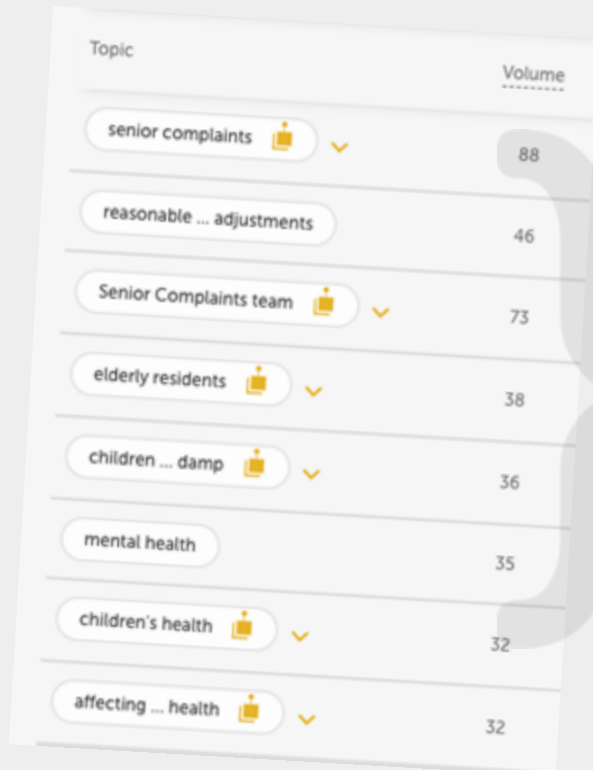 Topic Volume
senior complaints 88
reasonable ... adjustments 46
Senior Complaints team 73
elderly residents 38
children ... damp 36
mental health 35
children's health 32
affecting ... health 32